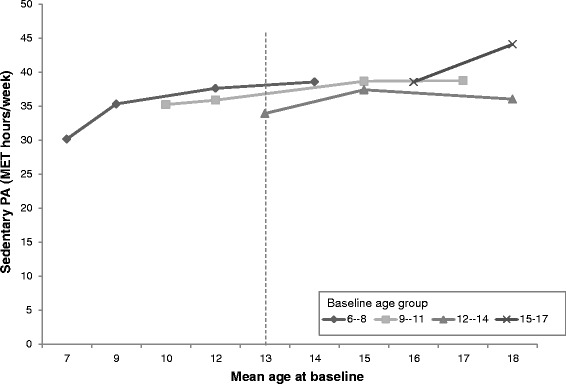 50
45
40
35
30
25
20
15
10
5
0
Sedentary PA (MET hours/week)
7 9 10 12 13 14 15 16 17 18
Mean age at baseline
Baseline age group
6--8 9--11 12--14 15-17